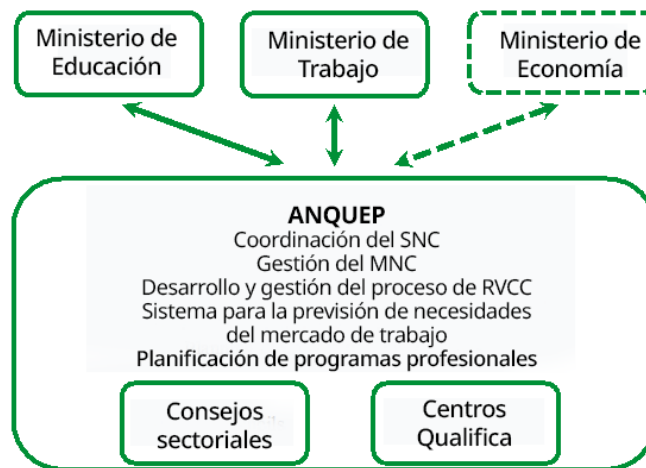 Ministerio de
Educación
Ministerio de
Trabajo
Ministerio de
Economía
ANQUEP
Coordinación del SNC
Gestión del MNC
Desarrollo y gestión del proceso de RVCC
Sistema para la previsión de necesidades
del mercado de trabajo
Planificación de programas profesionales
Consejos
sectoriales
Centros
Qualifica